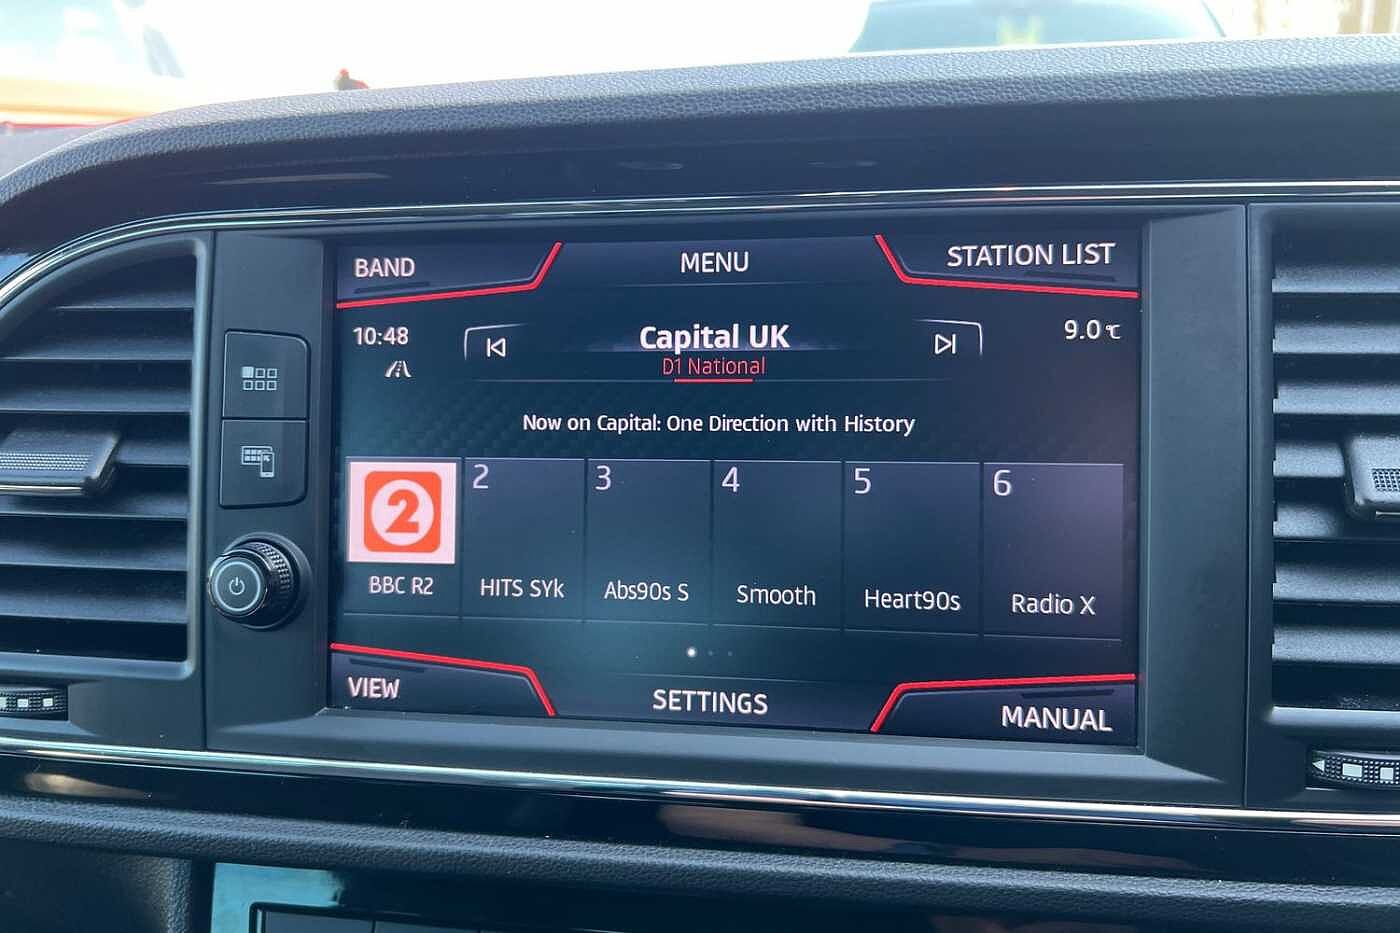 BAND
MENU
STATION LIST
10:48
Capital UK
9.0 °C
D1 National
Now on Capital: One Direction with History
2
2
3
4
5
6
BBC R2
HITS SYk
Abs90s S
Smooth
Heart90s
Radio X
VIEW
SETTINGS
MANUAL